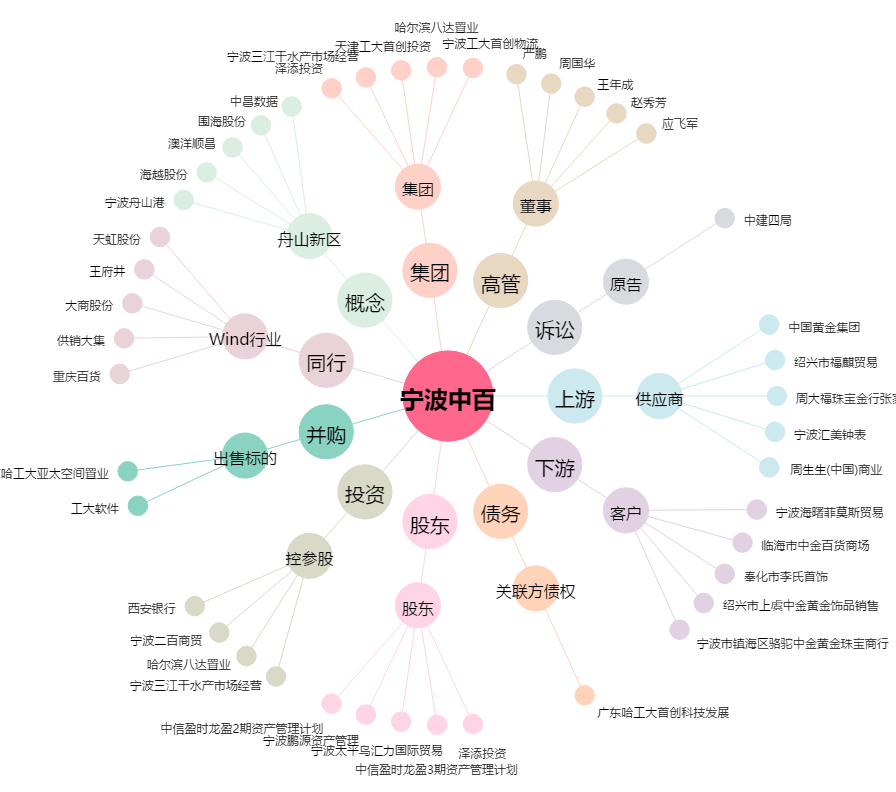 哈尔滨八达置业
天津工大首创投资
宁波工大首创物流
宁波三江干水产市场经营
泽添投资
严鹏
周国华
王年成
赵秀芳
应飞军
中昌数据
围海股份
澳洋顺昌
海越股份
宁波舟山港
集团
董事
舟山新区
中建四局
天虹股份
王府井
大商股份
供销大集
重庆百货
集团
高管
原告
概念
诉讼
Wind行业
同行
中国黄金集团
绍兴市福麒贸易
周大福珠宝金行张家
宁波汇美钟表
周生生(中国)商业
宁波中百
上游
供应商
并购
出售标的
哈工大亚太空间置业
工大软件
下游
投资
股东
债务
客户
宁波海曙菲莫斯贸易
临海市中金百货商场
奉化市李氏首饰
绍兴市上虞中金黄金饰品销售
宁波市镇海区骆驼中金黄金珠宝商行
控参股
西安银行
宁波二百商贸
哈尔滨八达置业
宁波三江干水产市场经营
股东
关联方债权
广东哈工大首创科技发展
中信盈时龙盈2期资产管理计划
宁波鹏源资产管理
宁波太平鸟汇力国际贸易
中信盈时龙盈3期资产管理计划
泽添投资